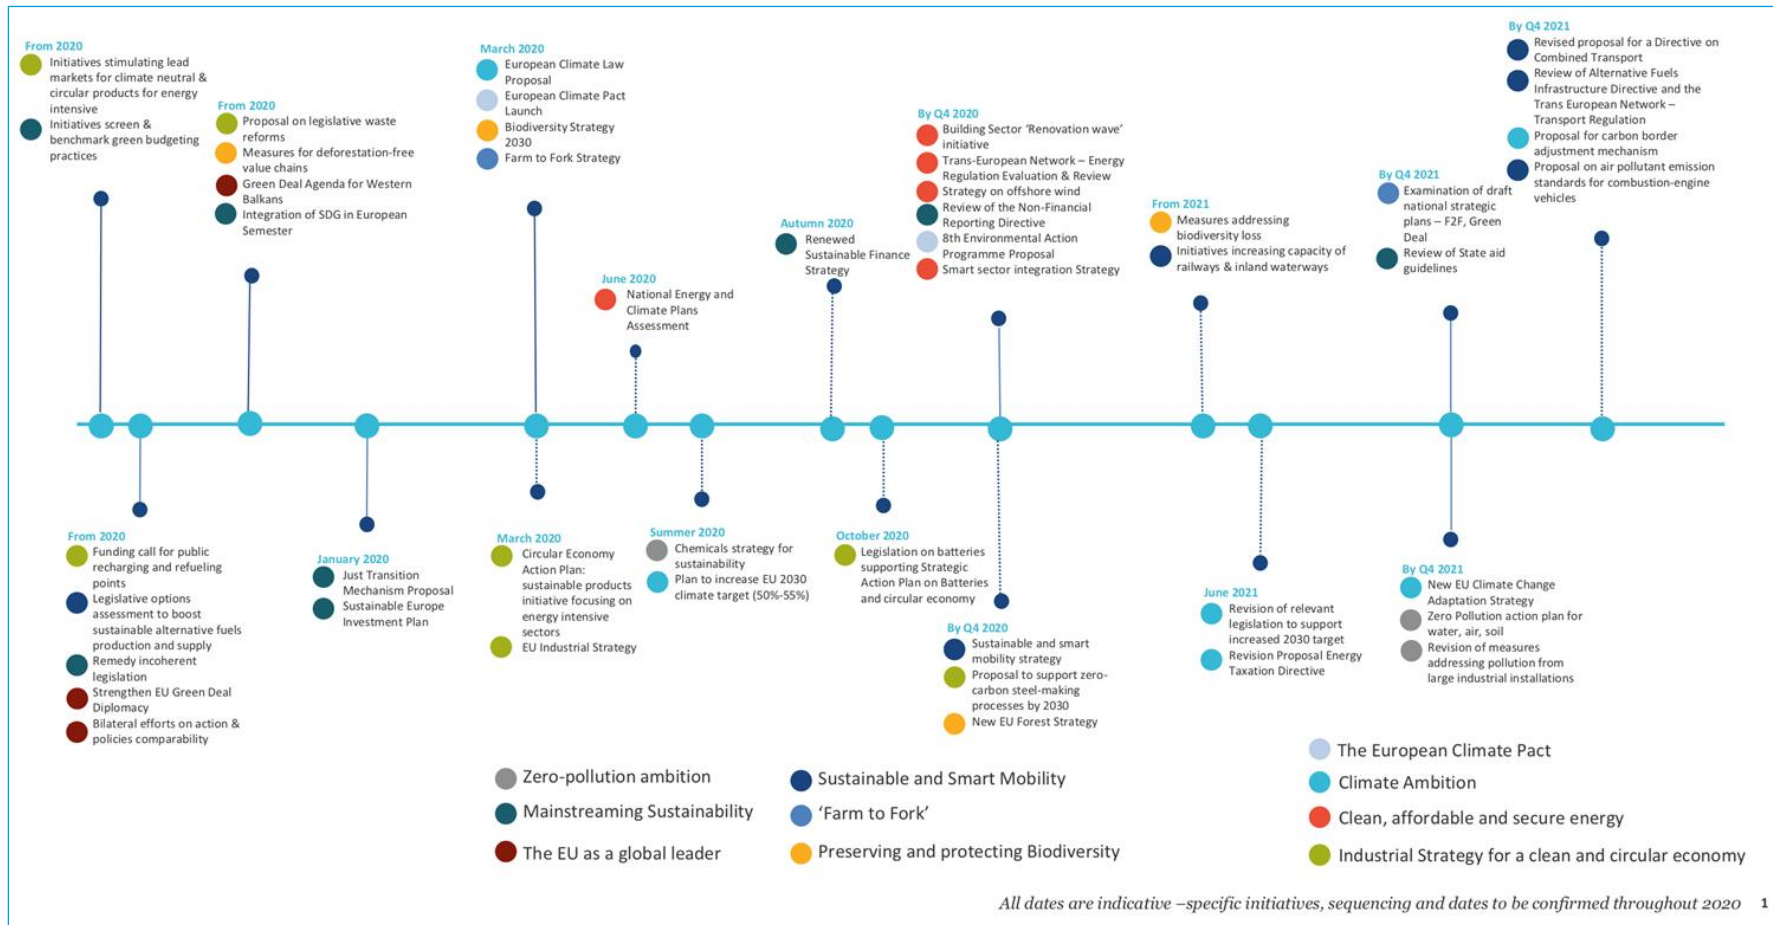 From 2020
Initiatives stimulating lead
markets for climate neutral &
circular products for energy
intensive
Initiatives screen &
benchmark green budgeting
practices
From 2020
Proposal on legislative waste
reforms
Measures for deforestation-free
value chains
Green Deal Agenda for Western
Balkans
Integration of SDG in European
Semester
March 2020
European Climate Law
Proposal
European Climate Pact
Launch
Biodiversity Strategy
2030
Farm to Fork Strategy
June 2020
National Energy and
Climate Plans
Assessment
Autumn 2020
Renewed
Sustainable Finance
Strategy
By Q4 2020
Building Sector ‘Renovation wave’
initiative
Trans-European Network – Energy
Regulation Evaluation & Review
Strategy on offshore wind
Review of the Non-Financial
Reporting Directive
8th Environmental Action
Programme Proposal
Smart sector integration Strategy
From 2021
Measures addressing
biodiversity loss
Initiatives increasing capacity of
railways & inland waterways
By Q4 2021
Examination of draft
national strategic
plans – F2F, Green
Deal
Review of State aid
guidelines
By Q4 2021
Revised proposal for a Directive on
Combined Transport
Review of Alternative Fuels
Infrastructure Directive and the
Trans European Network –
Transport Regulation
Proposal for carbon border
adjustment mechanism
Proposal on air pollutant emission
standards for combustion-engine
vehicles
From 2020
Funding call for public
recharging and refueling
points
Legislative options
assessment to boost
sustainable alternative fuels
production and supply
Remedy incoherent
legislation
Strengthen EU Green Deal
Diplomacy
Bilateral efforts on action &
policies comparability
January 2020
Just Transition
Mechanism Proposal
Sustainable Europe
Investment Plan
March 2020
Circular Economy
Action Plan:
sustainable products
initiative focusing on
energy intensive
sectors
EU Industrial Strategy
Summer 2020
Chemicals strategy for
sustainability
Plan to increase EU 2030
climate target (50%-55%)
October 2020
Legislation on batteries
supporting Strategic
Action Plan on Batteries
and circular economy
By Q4 2020
Sustainable and smart
mobility strategy
Proposal to support zero-
carbon steel-making
processes by 2030
New EU Forest Strategy
June 2021
Revision of relevant
legislation to support
increased 2030 target
Revision Proposal Energy
Taxation Directive
By Q4 2021
New EU Climate Change
Adaptation Strategy
Zero Pollution action plan for
water, air, soil
Revision of measures
addressing pollution from
large industrial installations
Zero-pollution ambition
Mainstreaming Sustainability
The EU as a global leader
Sustainable and Smart Mobility
‘Farm to Fork’
Preserving and protecting Biodiversity
The European Climate Pact
Climate Ambition
Clean, affordable and secure energy
Industrial Strategy for a clean and circular economy
All dates are indicative –specific initiatives, sequencing and dates to be confirmed throughout 2020 1